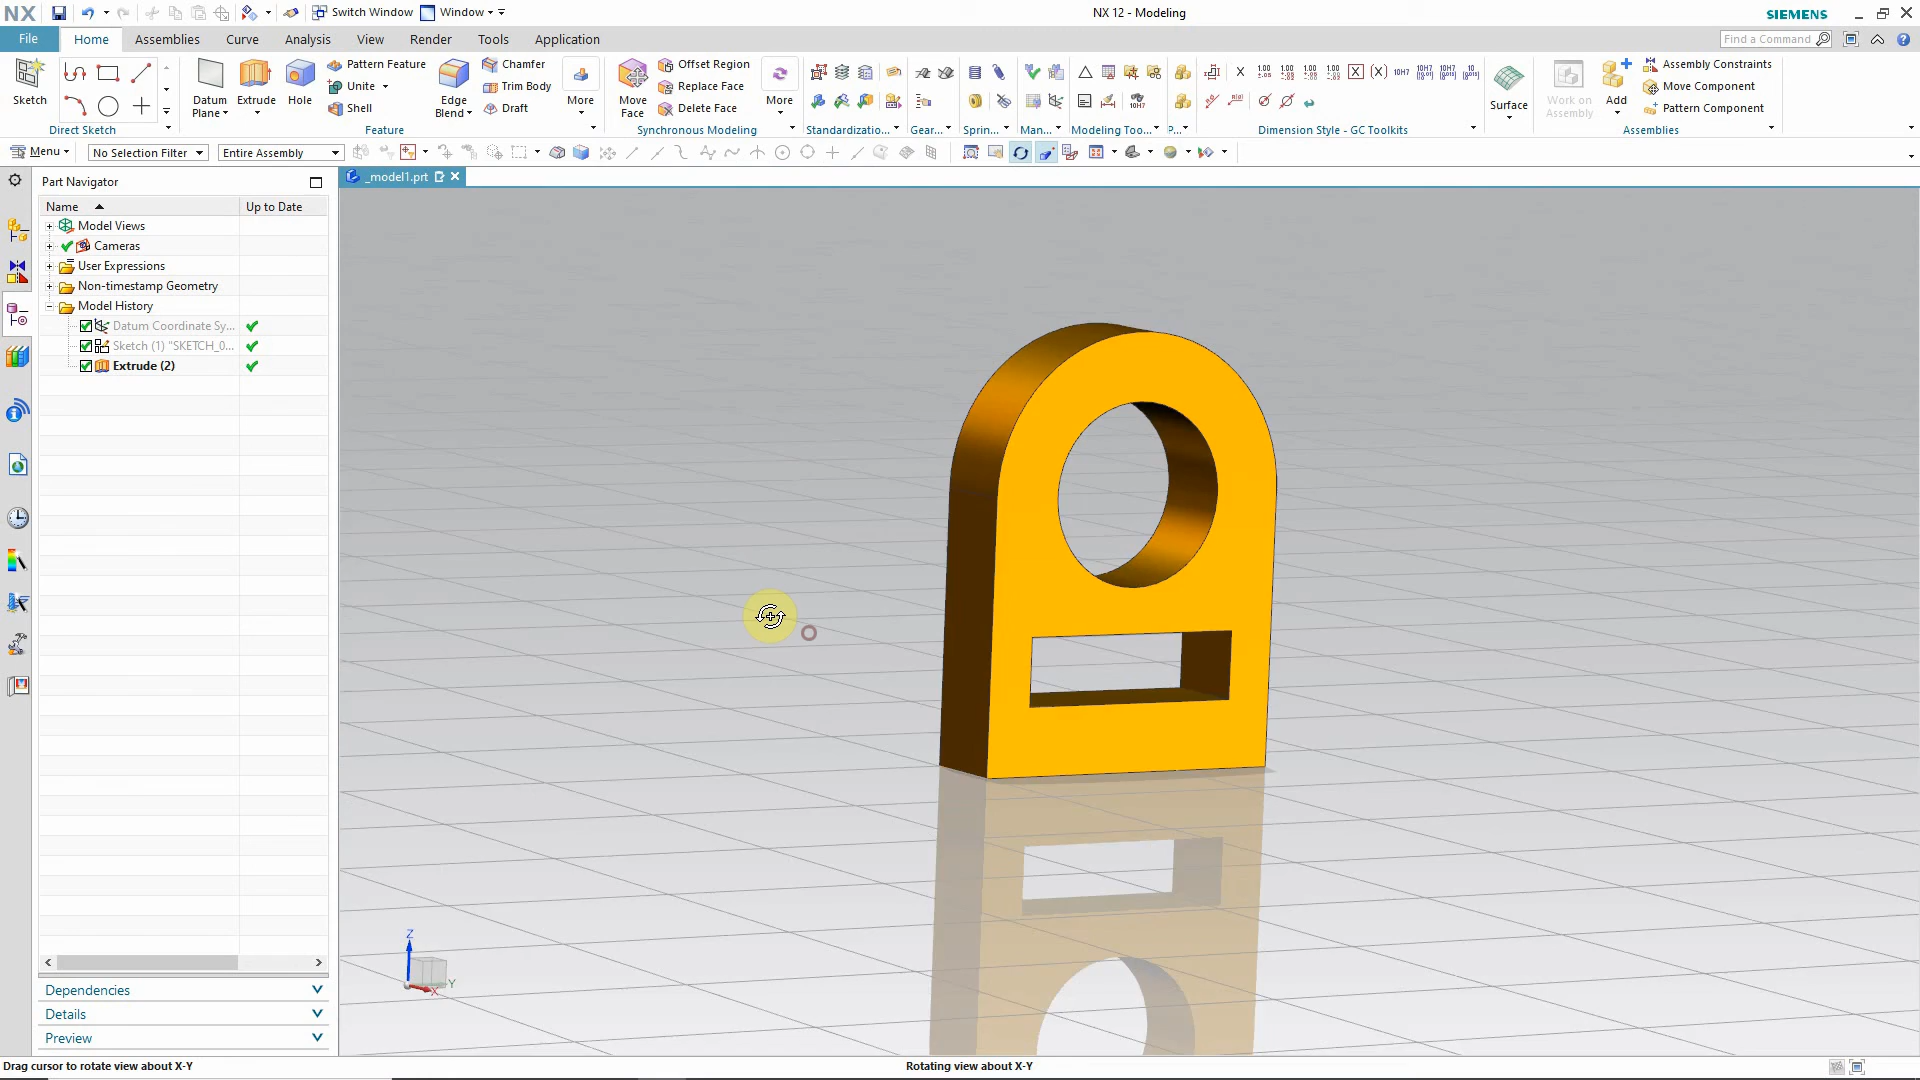 NX
Switch Window
Window
NX 12 - Modeling
SIEMENS
File
Home
Assemblies
Curve
Analysis
View
Render
Tools
Application
Find a Command
Sketch
Direct Sketch
Datum
Plane
Extrude
Hole
Pattern Feature
Unite
Shell
Edge
Blend
Chamfer
Trim Body
Draft
More
Feature
Move
Face
Offset Region
Replace Face
Delete Face
More
Synchronous Modeling
Standardizatio...
Gear...
Sprin...
Man...
Modeling Too...
P...
Dimension Style - GC Toolkits
Surface
Work on
Assembly
Add
Assembly Constraints
Move Component
Pattern Component
Assemblies
Menu
No Selection Filter
Entire Assembly
Part Navigator
_model1.prt
Name
Up to Date
Model Views
Cameras
User Expressions
Non-timestamp Geometry
Model History
Datum Coordinate Sy...
Sketch (1) "SKETCH_0...
Extrude (2)
Z
Y
X
Dependencies
Details
Preview
Drag cursor to rotate view about X-Y
Rotating view about X-Y